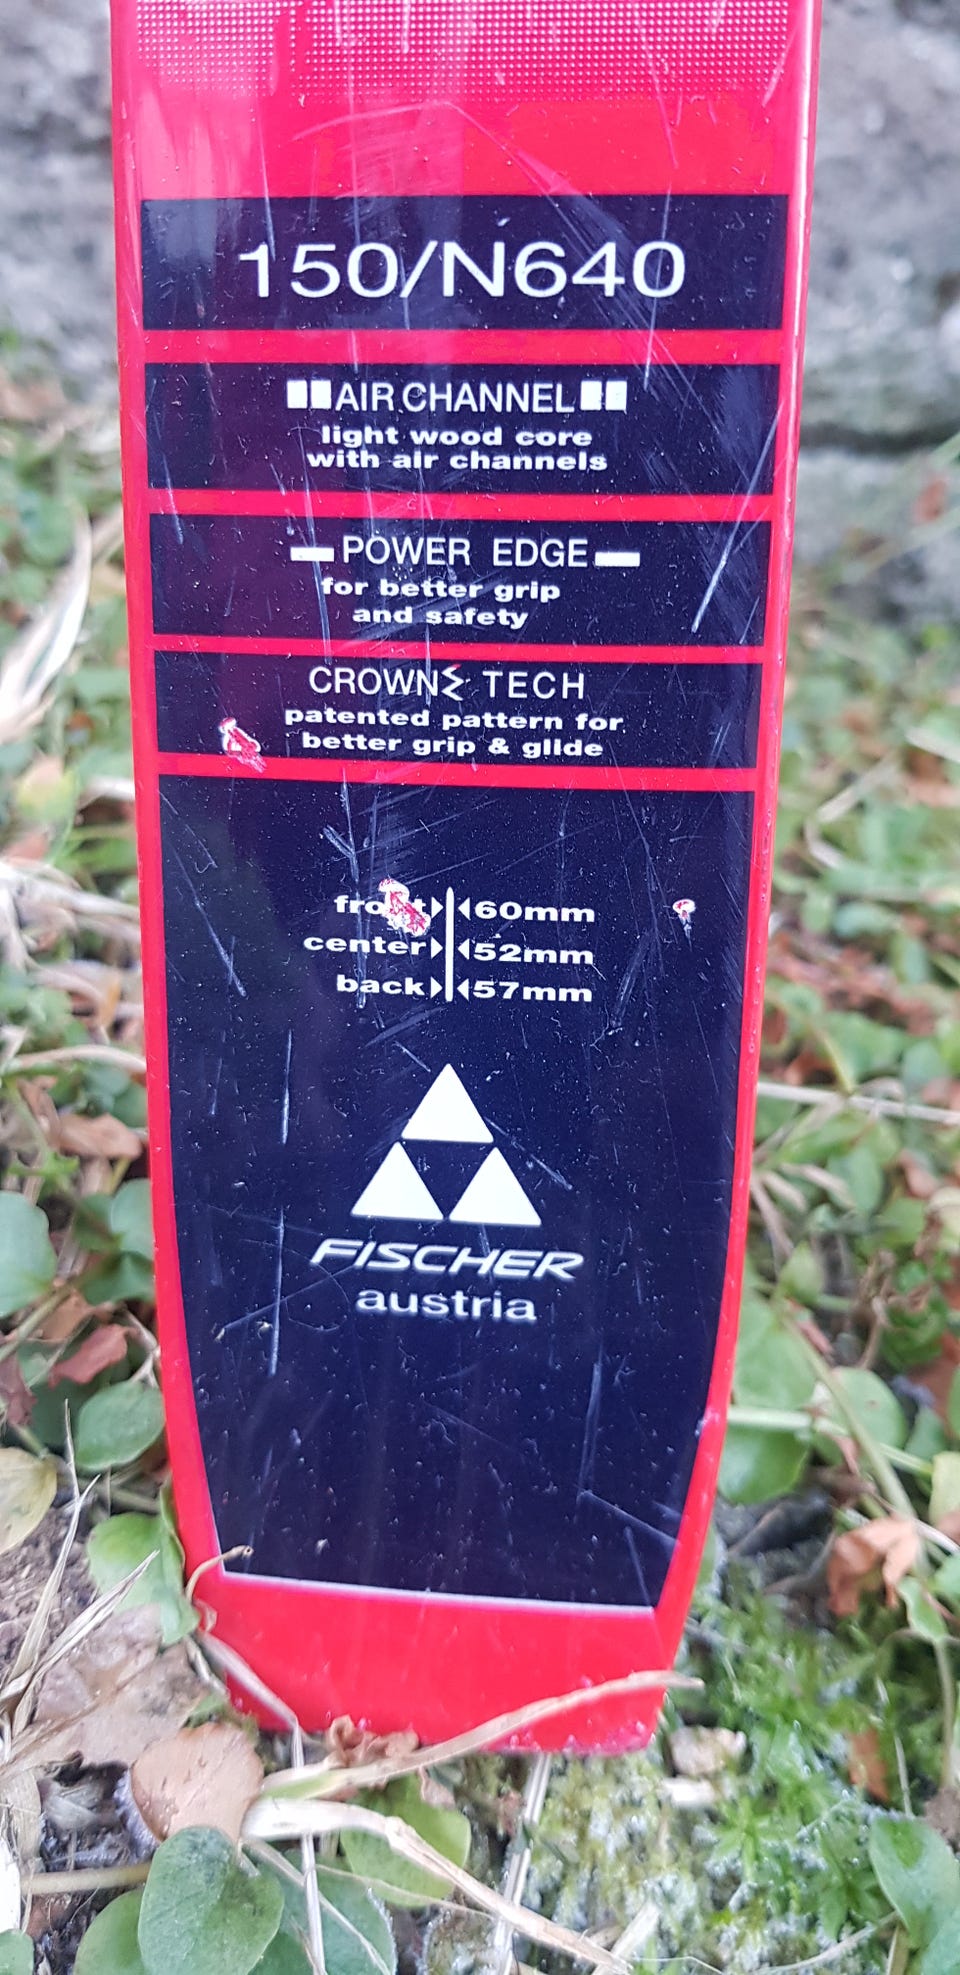 150/N640
AIR CHANNEL
light wood core
with air channels
POWER EDGE
for better grip
and safety
CROWN TECH
patented pattern for
better grip & glide
front 60mm
center 52mm
back 57mm
FISCHER
austria